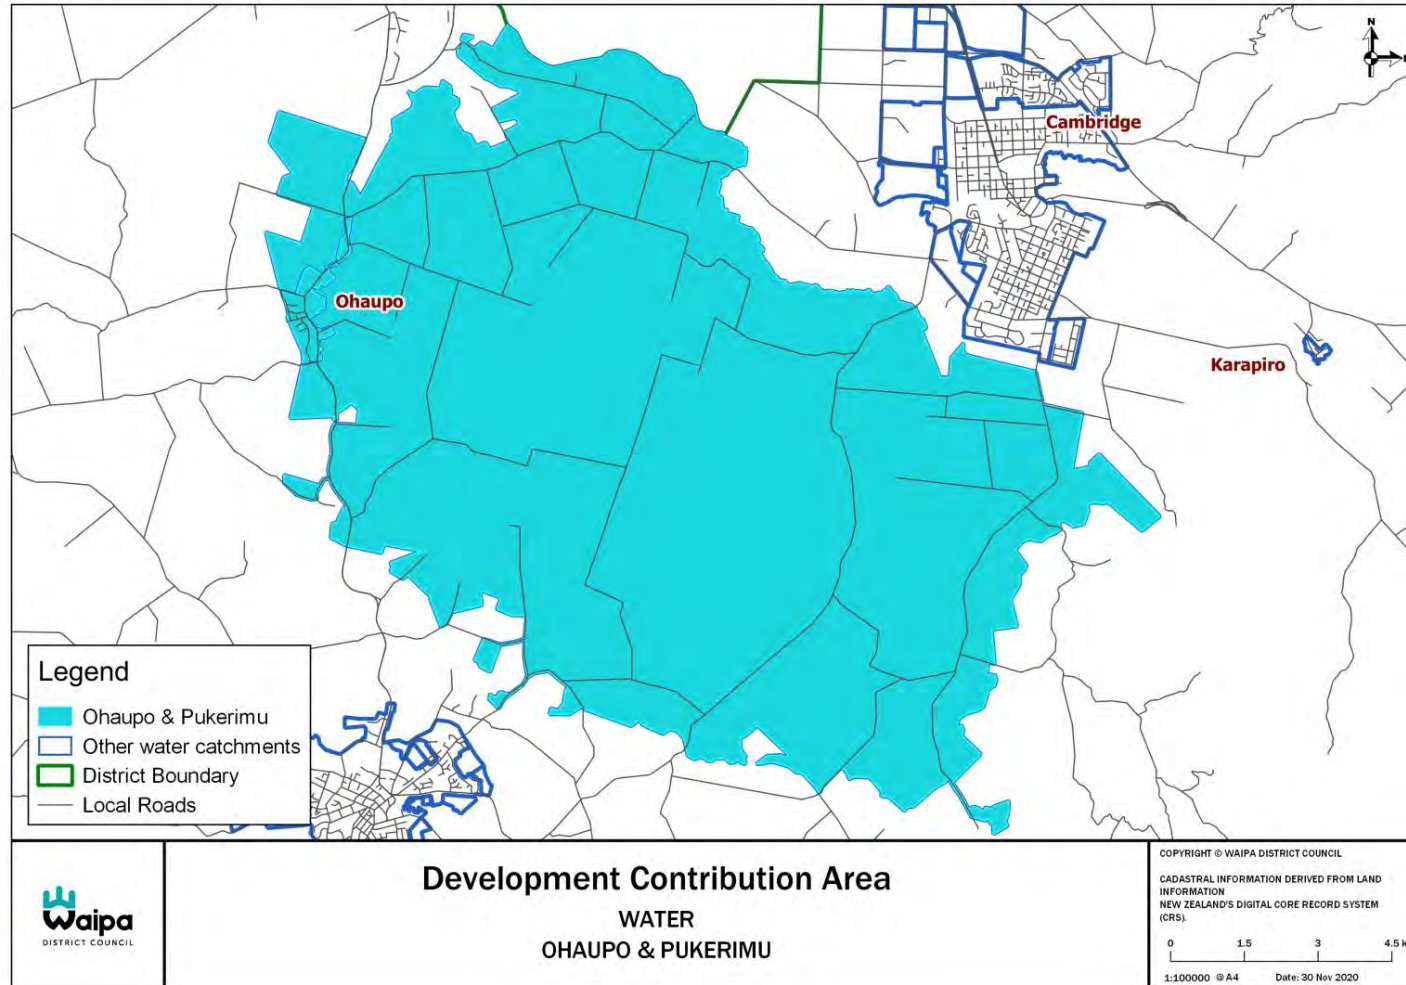 N
Cambridge
Ohaupo
Karapiro
Legend
Ohaupo & Pukerimu
Other water catchments
District Boundary
Local Roads
Waipa
DISTRICT COUNCIL
Development Contribution Area
WATER
OHAUPO & PUKERIMU
COPYRIGHT © WAIPA DISTRICT COUNCIL
CADASTRAL INFORMATION DERIVED FROM LAND
INFORMATION
NEW ZEALAND'S DIGITAL CORE RECORD SYSTEM
(CRS).
0 1.5 3 4.5 k
1:100000 @ A4 Date: 30 Nov 2020